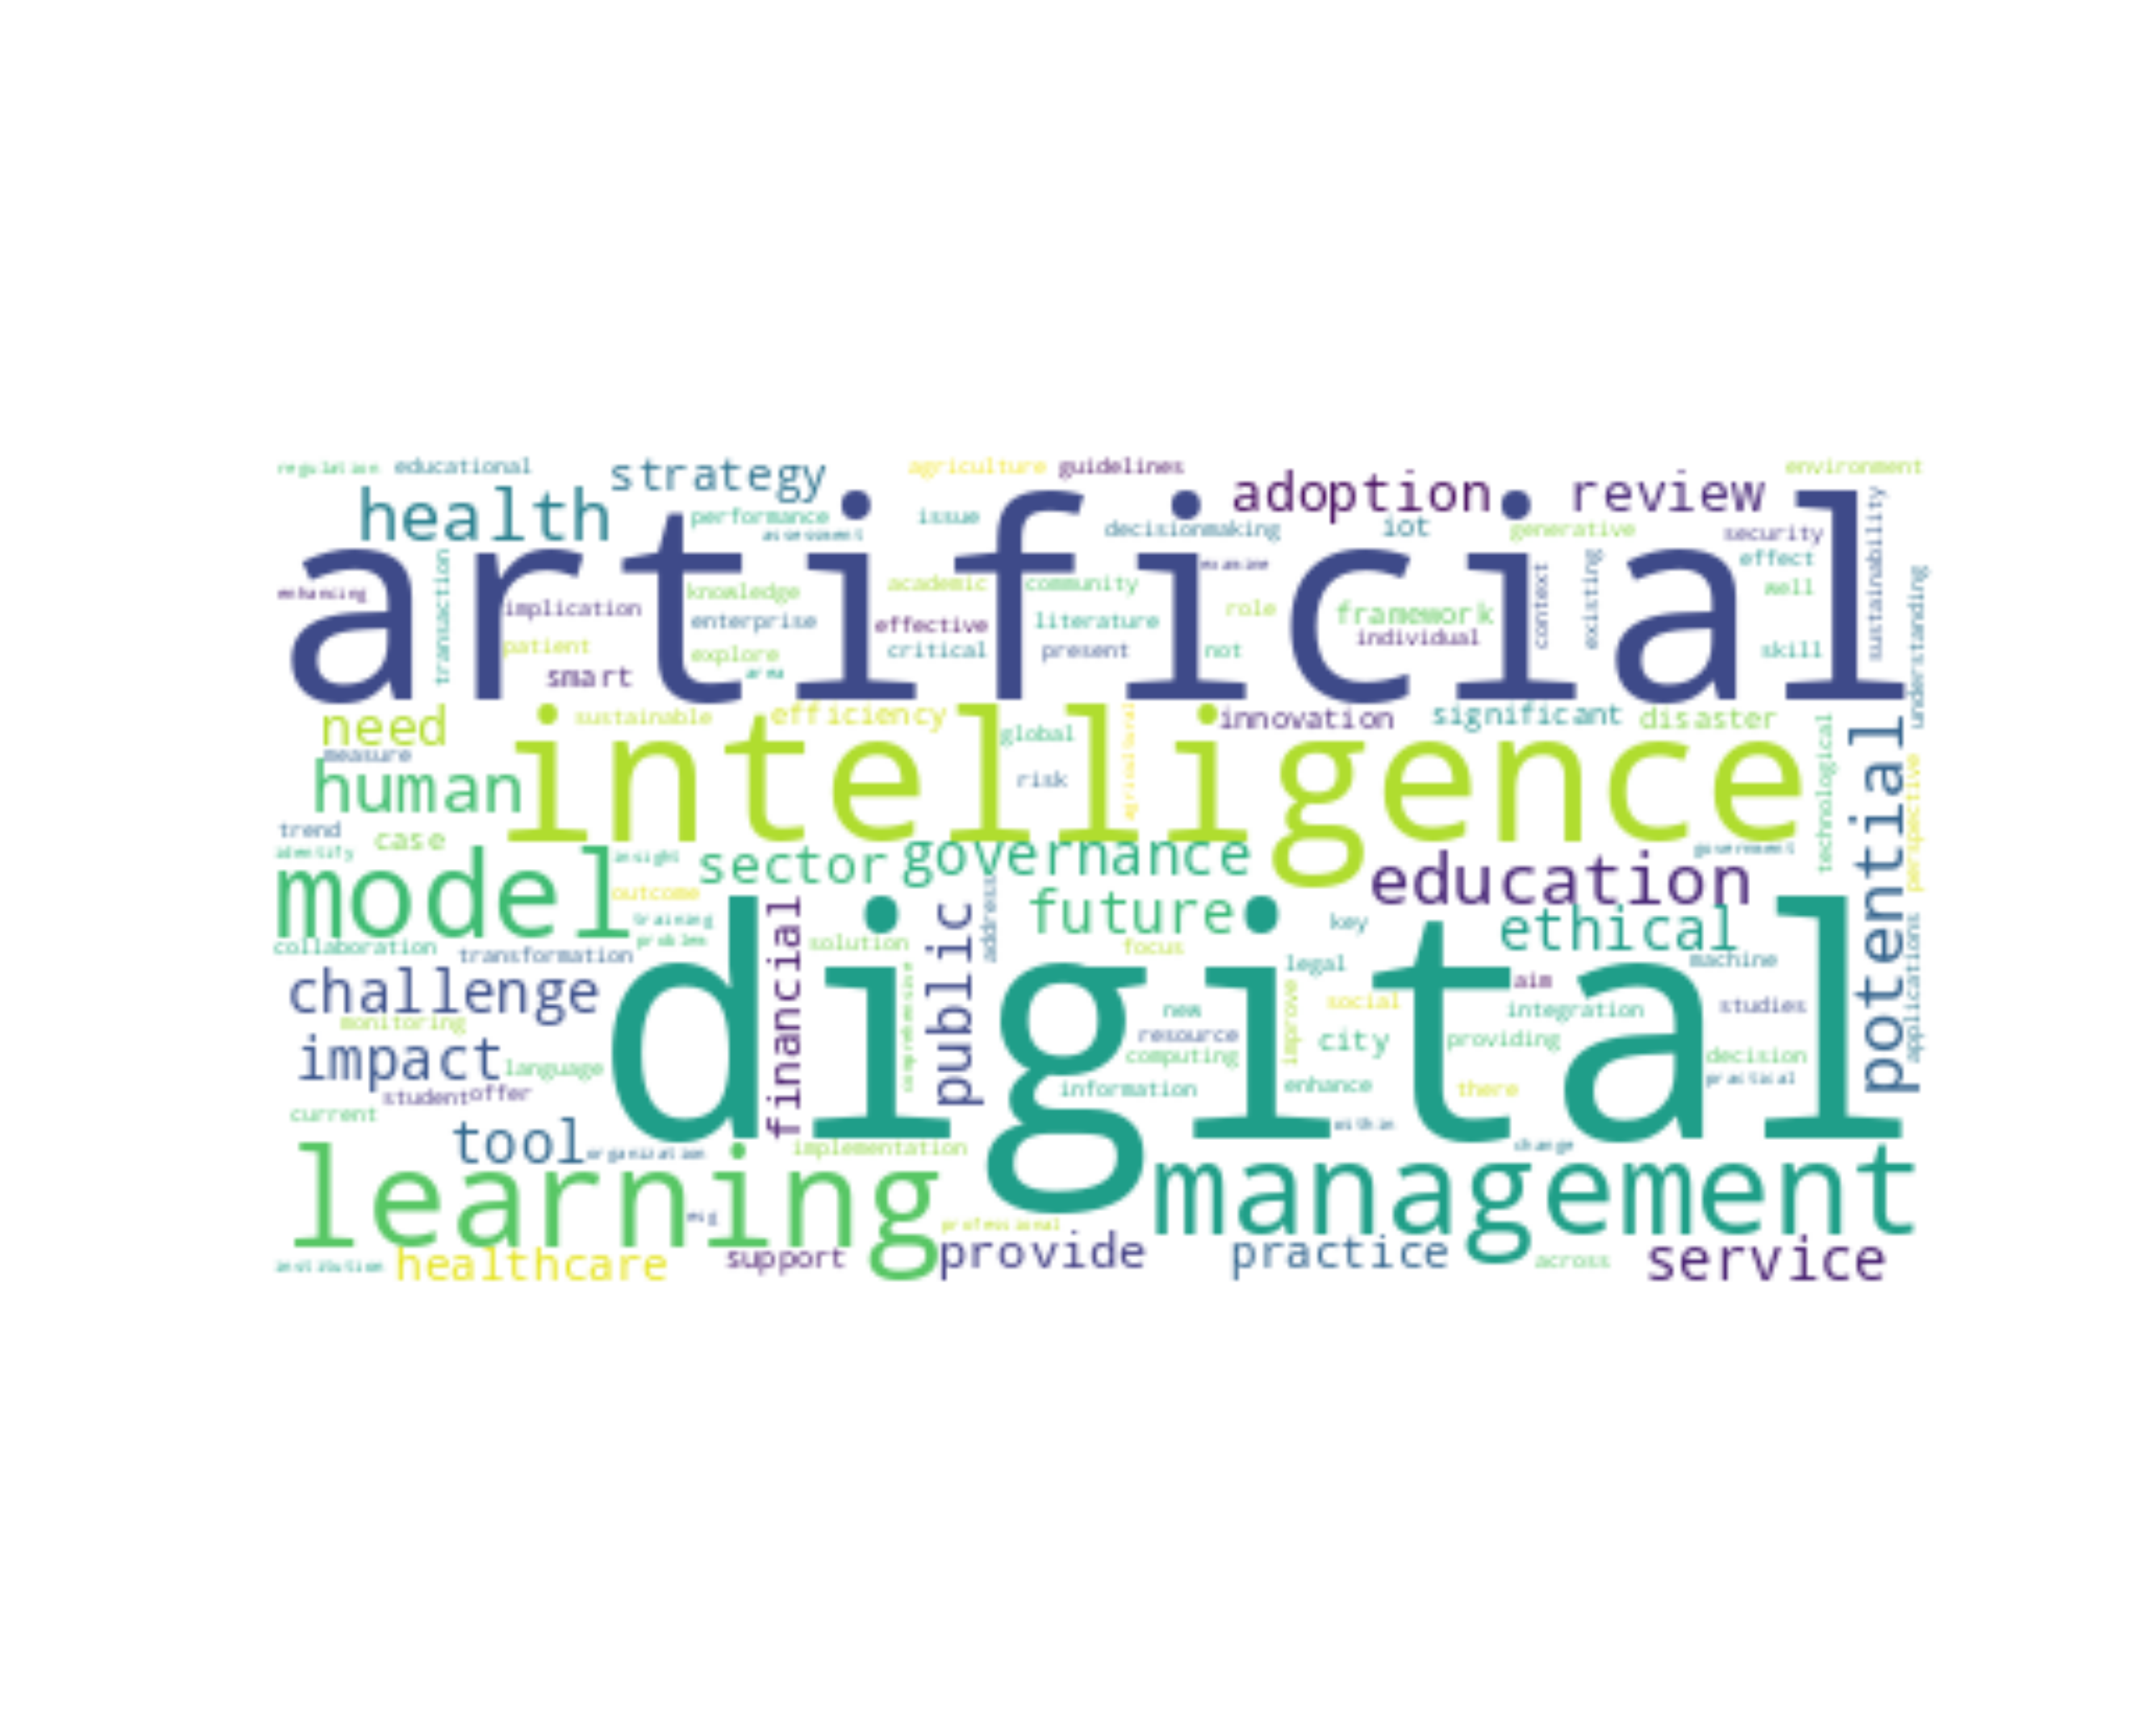 regulation educational strategy agriculture guidelines environment
health adoption review
performance issue decisionmaking iot generative security sustainability
assessment effect
artificial
transaction knowledge academic community examine context existing well understanding
enhancing implication enterprise effective literature role framework individual
patient explore critical present not skill
smart area
need sustainable efficiency innovation significant disaster
measure global technological potential
human intelligence risk agricultural perspective
trend case
identify insight sector governance government
model outcome education
training financial public address future key ethical
collaboration transformation problem solution focus legal machine
challenge digital comprehensive social aim integration studies applications
monitoring new resource improve city providing
impact language computing decision
student offer information enhance there practical
current
tool organization implementation within change
learning management
mig professional
institution healthcare support provide practice across service